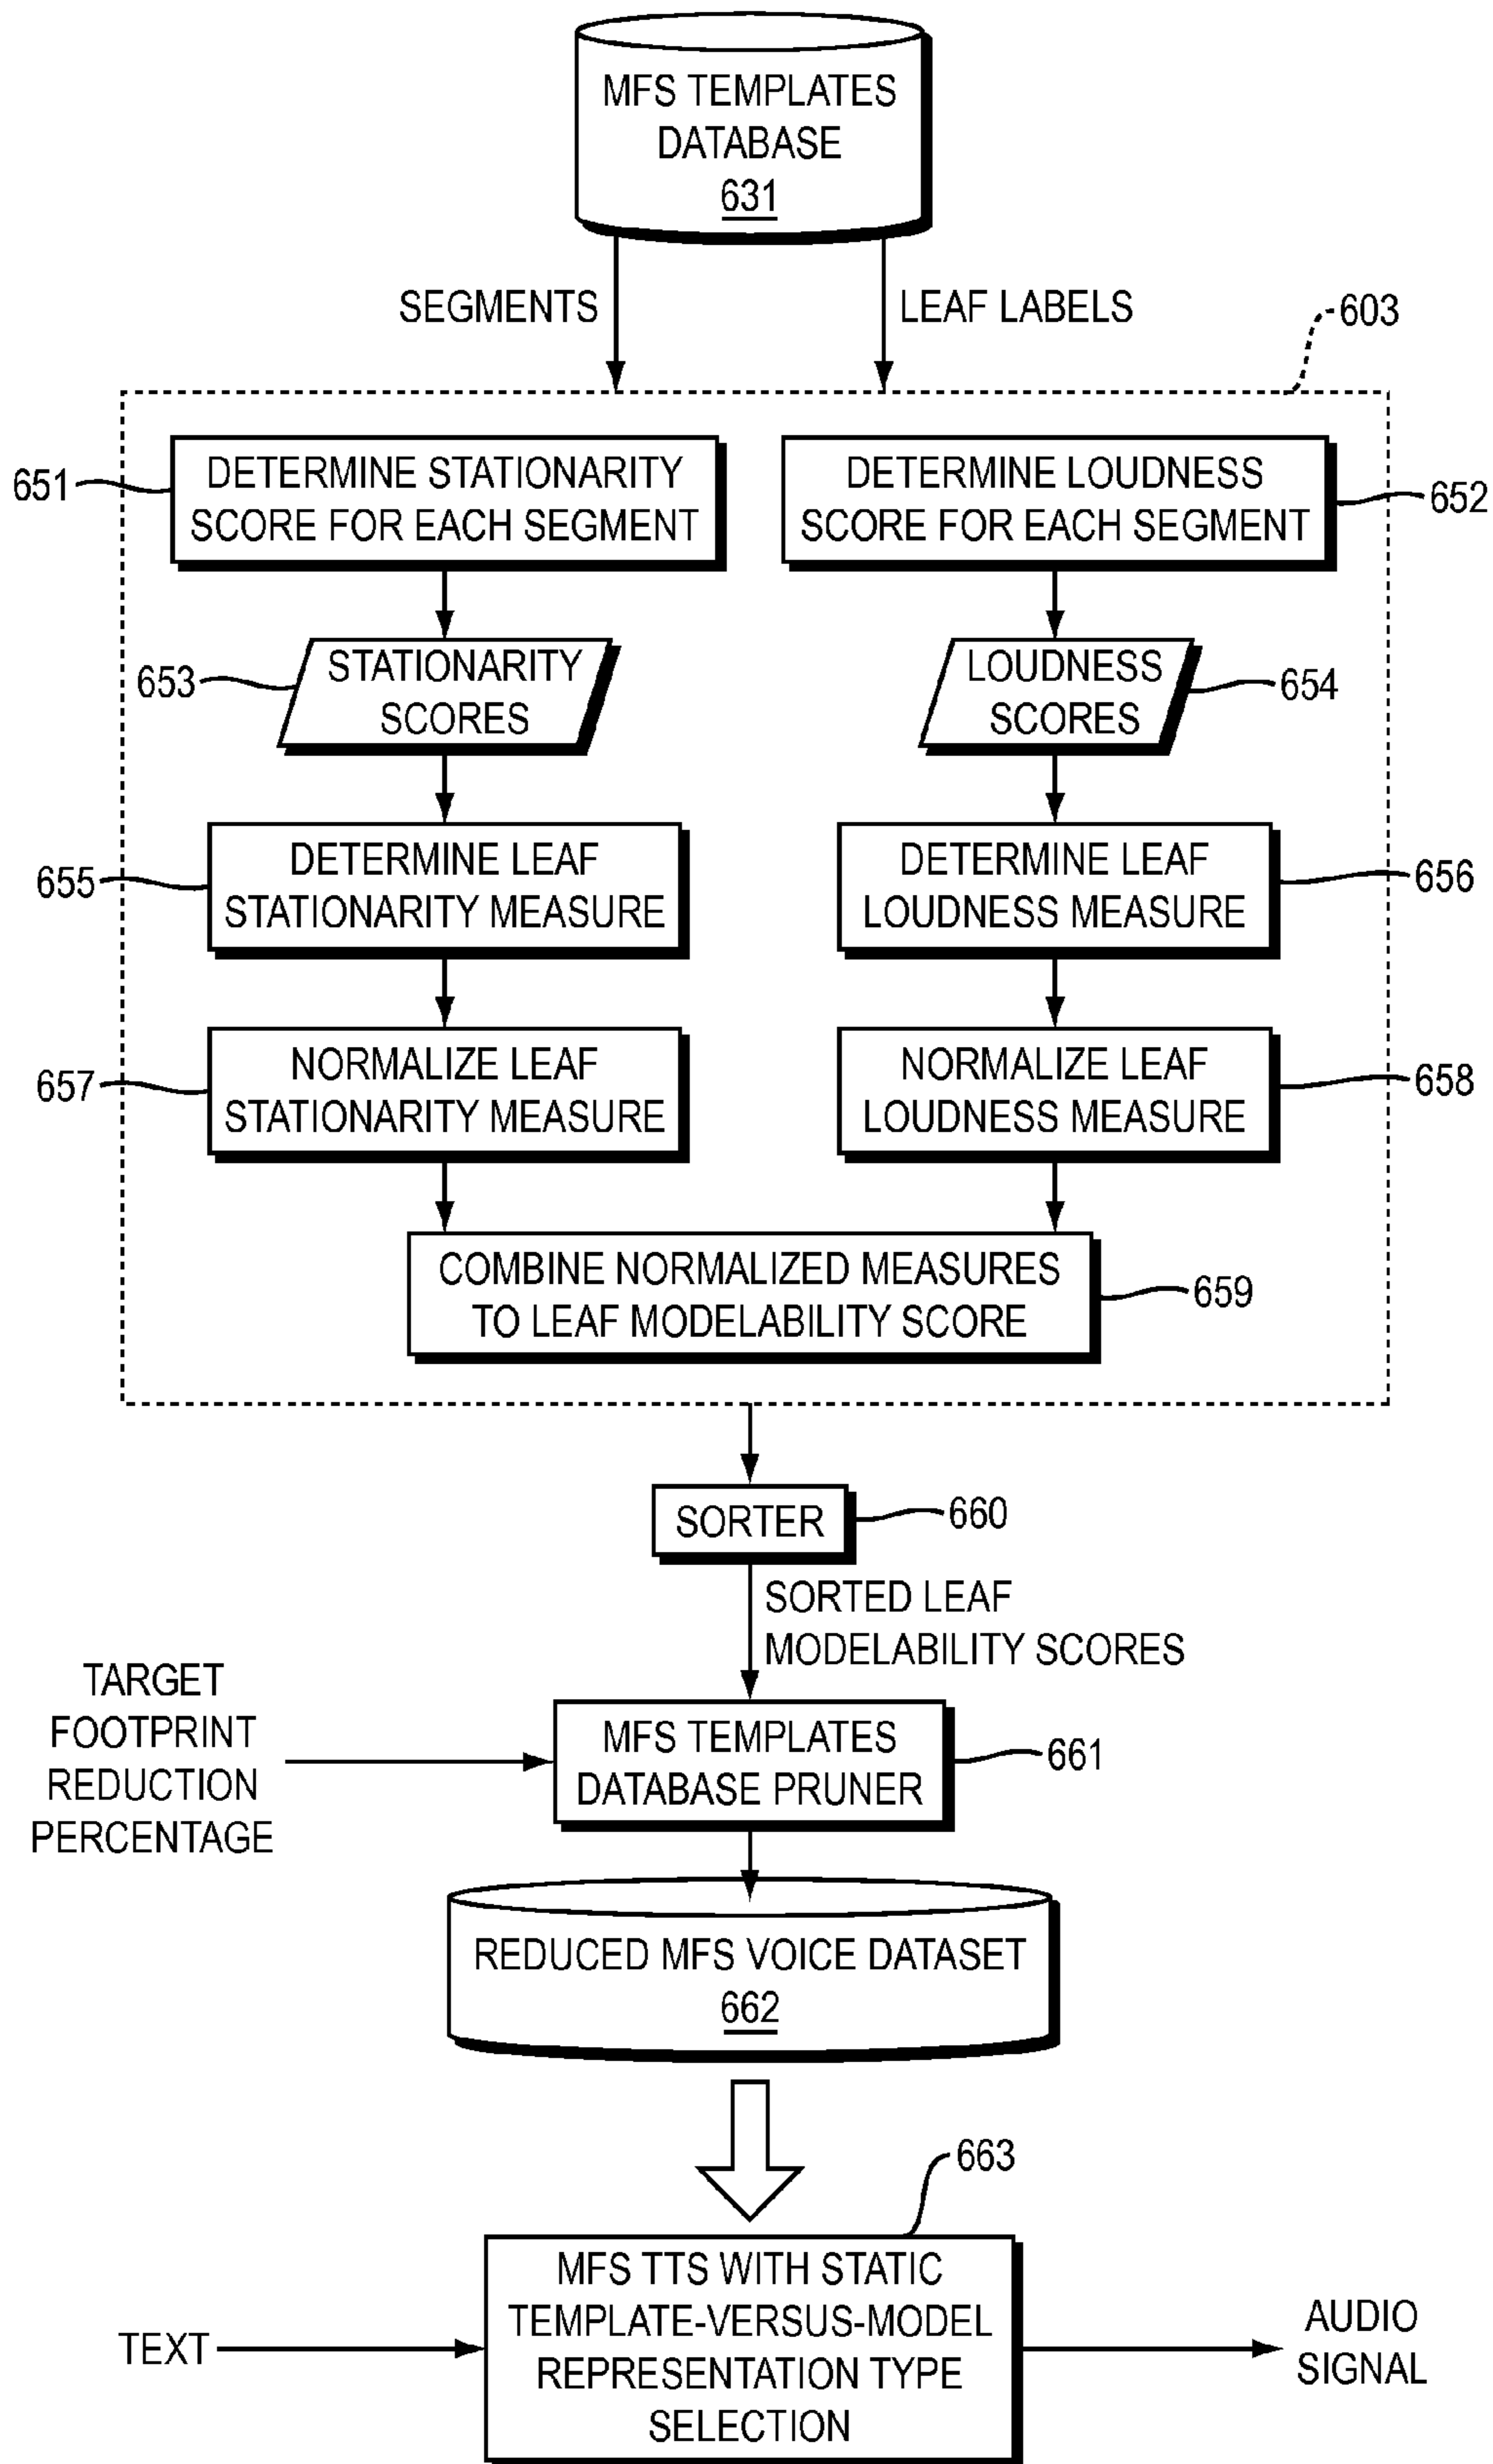 MFS TEMPLATES
DATABASE
631
SEGMENTS
LEAF LABELS
603
651
DETERMINE STATIONARITY
SCORE FOR EACH SEGMENT
DETERMINE LOUDNESS
SCORE FOR EACH SEGMENT
652
653
STATIONARITY
SCORES
LOUDNESS
SCORES
654
655
DETERMINE LEAF
STATIONARITY MEASURE
DETERMINE LEAF
LOUDNESS MEASURE
656
657
NORMALIZE LEAF
STATIONARITY MEASURE
NORMALIZE LEAF
LOUDNESS MEASURE
658
COMBINE NORMALIZED MEASURES
TO LEAF MODELABILITY SCORE
659
SORTER
660
SORTED LEAF
MODELABILITY SCORES
TARGET
FOOTPRINT
REDUCTION
PERCENTAGE
MFS TEMPLATES
DATABASE PRUNER
661
REDUCED MFS VOICE DATASET
662
663
TEXT
MFS TTS WITH STATIC
TEMPLATE-VERSUS-MODEL
REPRESENTATION TYPE
SELECTION
AUDIO
SIGNAL